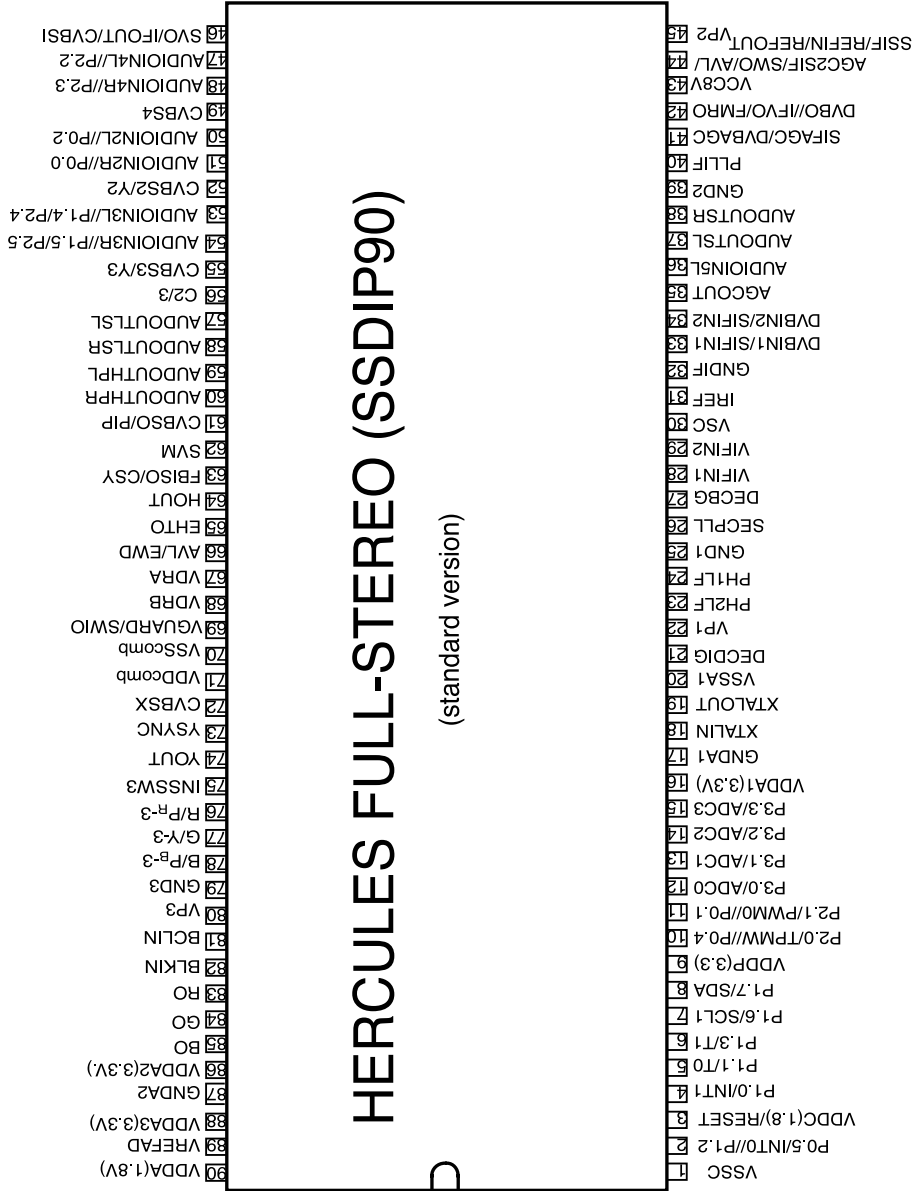 VSSC 1
P0.5/INT0//P1.2 2
VDDC(1.8)/RESET 3
P1.0/INT1 4
P1.1/T0 5
P1.3/T1 6
P1.6/SCL1 7
P1.7/SDA 8
VDDP(3.3) 9
P2.0/TPMW//P0.4 10
P2.1/PWM0//P0.1 11
P3.0/ADC0 12
P3.1/ADC1 13
P3.2/ADC2 14
P3.3/ADC3 15
VDDA1(3.3V) 16
GNDA1 17
XTALIN 18
XTALOUT 19
VSSA1 20
DECDIG 21
VP1 22
PH2LF 23
PH1LF 24
GND1 25
SECPLL 26
DECBG 27
VIFIN1 28
VIFIN2 29
VSC 30
IREF 31
GNDIF 32
DVBIN1/SIFIN1 33
DVBIN2/SIFIN2 34
AGCOUT 35
AUDIOIN5L 36
AUDOUTSL 37
AUDOUTSR 38
GND2 39
PLLIF 40
SIFAGC/DVBAGC 41
DVBO//IFVO/FMRO 42
VCC8V 43
AGC2SIF/SWO/AVL/ 44
SSIF/REF/REFIN/REFOUT
VP2 45
HERCULES FULL-STEREO (SSDIP90)
(standard version)
90 VDDA(1.8V)
89 VREFAD
88 VDDA3(3.3V)
87 GNDA2
86 VDDA2(3.3V.)
85 BO
84 GO
83 RO
82 BLKIN
81 BCLIN
80 VP3
79 GND3
78 B/PB-3
77 G/Y-3
76 R/PR-3
75 INSSW3
74 YOUT
73 YSYNC
72 CVBSX
71 VDDcomb
70 VSScomb
69 VGUARD/SWIO
68 VDRB
67 VDRA
66 AVL/EWD
65 EHTO
64 HOUT
63 FBISO/CSY
62 SVM
61 CVBSO/PIP
60 AUDOUTHPR
59 AUDOUTHPL
58 AUDOUTLSR
57 AUDOUTLSL
56 C2/3
55 CVBS3/Y3
54 AUDIOIN3R//P1.5/P2.5
53 AUDIOIN3L//P1.4/P2.4
52 CVBS2/Y2
51 AUDIOIN2R//P0.0
50 AUDIOIN2L//P0.2
49 CVBS4
48 AUDIOIN4R//P2.3
47 AUDIOIN4L//P2.2
46 SVO/IFOUT/CVBSI